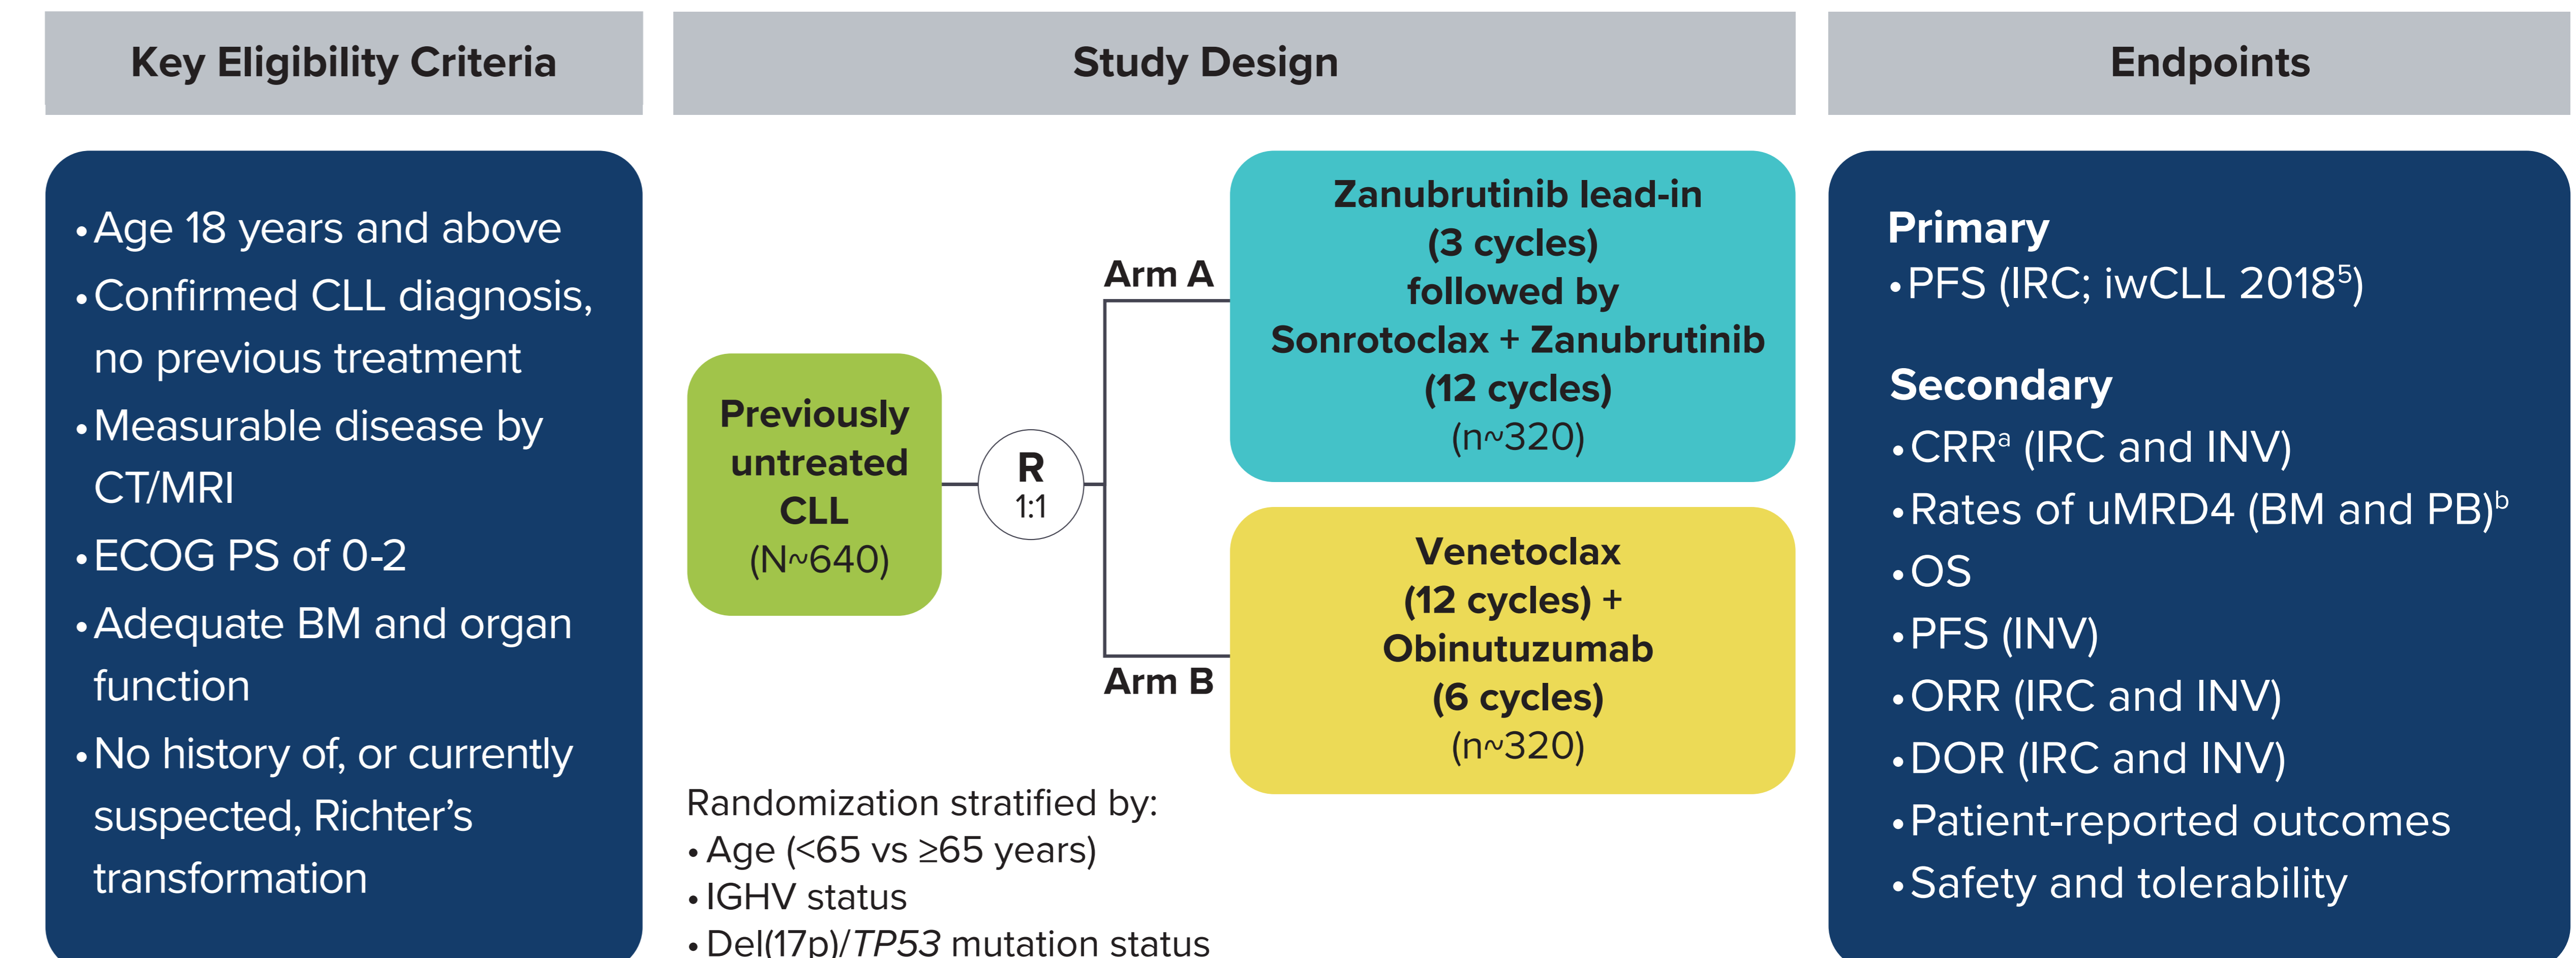 Key Eligibility Criteria
•Age 18 years and above
•Confirmed CLL diagnosis,
no previous treatment
•Measurable disease by
CT/MRI
•ECOG PS of 0-2
•Adequate BM and organ
function
•No history of, or currently
suspected, Richter’s
transformation
Study Design
Previously
untreated
CLL
(N~640)
R
1:1
Arm A
Zanubrutinib lead-in
(3 cycles)
followed by
Sonrotoclax + Zanubrutinib
(12 cycles)
(n~320)
Arm B
Venetoclax
(12 cycles) +
Obinutuzumab
(6 cycles)
(n~320)
Randomization stratified by:
• Age (<65 vs ≥65 years)
• IGHV status
• Del(17p)/TP53 mutation status
Endpoints
Primary
•PFS (IRC; iwCLL 2018⁵)
Secondary
•CRRᵃ (IRC and INV)
•Rates of uMRD4 (BM and PB)ᵇ
•OS
•PFS (INV)
•ORR (IRC and INV)
•DOR (IRC and INV)
•Patient-reported outcomes
•Safety and tolerability